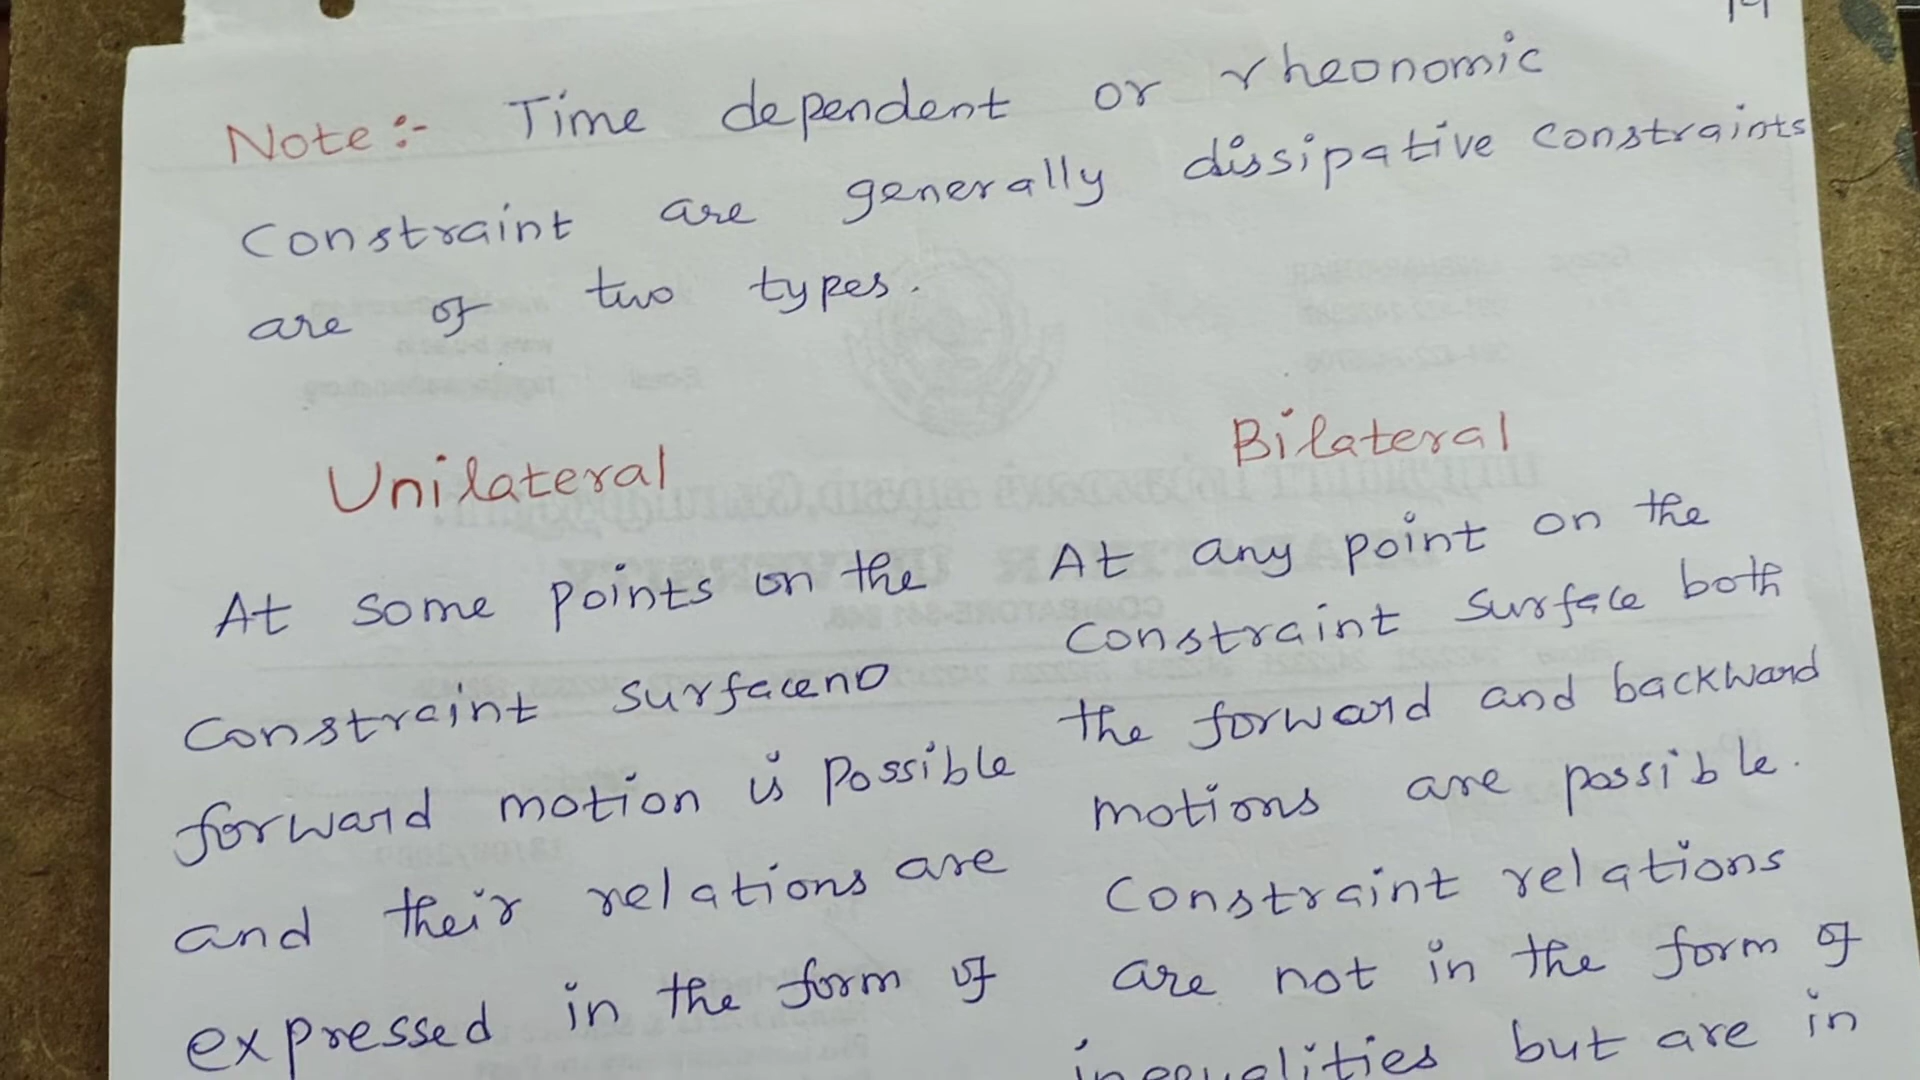 19
Note:- Time dependent or rheonomic
constraint are generally dissipative constraints
are of two types.
Unilateral
At some points on the
constraint surface no
forward motion is possible
and their relations are
expressed in the form of
Bilateral
At any point on the
constraint surface both
the forward and backward
motions are possible.
constraint relations
are not in the form of
inequalities but are in